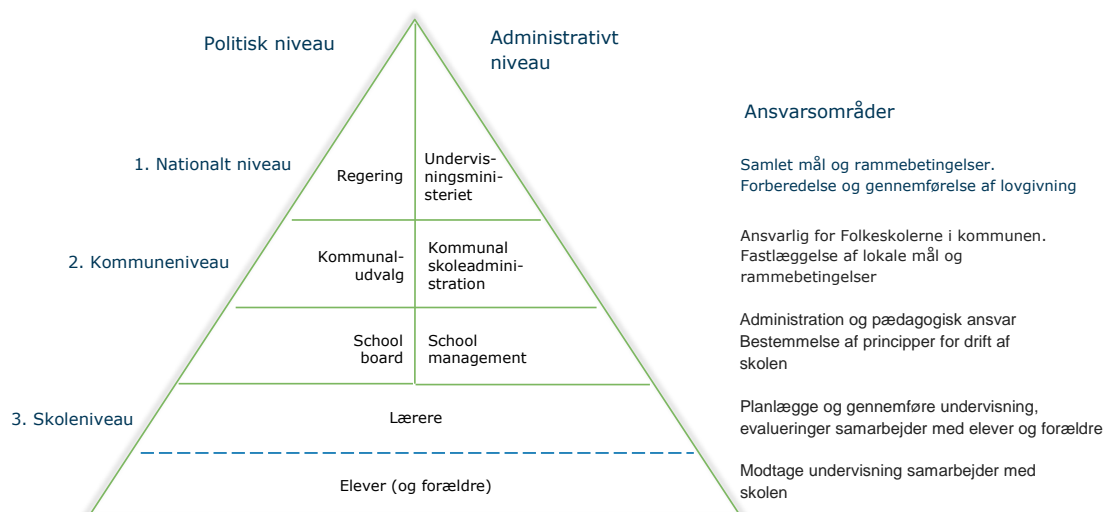 Politisk niveau
Administrativt
niveau
Ansvarsområder
1. Nationalt niveau
Regering
Undervis-
ningsmini-
steriet
Samlet mål og rammebetingelser.
Forberedelse og gennemførelse af lovgivning
2. Kommuneniveau
Kommunal-
udvalg
Kommunal
skoleadmini-
stration
Ansvarlig for Folkeskolerne i kommunen.
Fastlæggelse af lokale mål og
rammebetingelser
School
board
School
management
Administration og pædagogisk ansvar
Bestemmelse af principper for drift af
skolen
3. Skoleniveau
Lærere
Planlægge og gennemføre undervisning,
evalueringer samarbejder med elever og forældre
Elever (og forældre)
Modtage undervisning samarbejder med
skolen